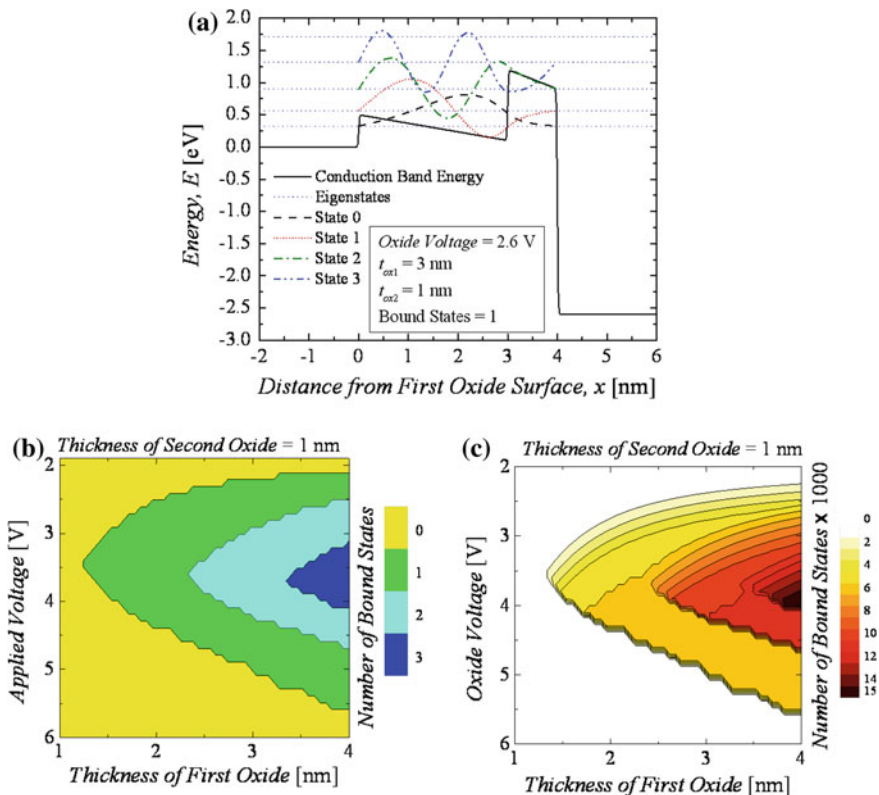 (a)
2.0
1.5
1.0
0.5
0.0
-0.5
-1.0
-1.5
-2.0
-2.5
-3.0
Energy, E [eV]
Conduction Band Energy
Eigenstates
State 0
State 1
State 2
State 3
Oxide Voltage = 2.6 V
tox1 = 3 nm
tox2 = 1 nm
Bound States = 1
-2 -1 0 1 2 3 4 5 6
Distance from First Oxide Surface, x [nm]
(b)
Thickness of Second Oxide = 1 nm
2
3
4
5
6
Applied Voltage [V]
1 2 3 4
Thickness of First Oxide [nm]
Number of Bound States
0
1
2
3
(c)
Thickness of Second Oxide = 1 nm
2
3
4
5
6
Oxide Voltage [V]
1 2 3 4
Thickness of First Oxide [nm]
Number of Bound States x 1000
0
2
4
6
8
10
12
14
15